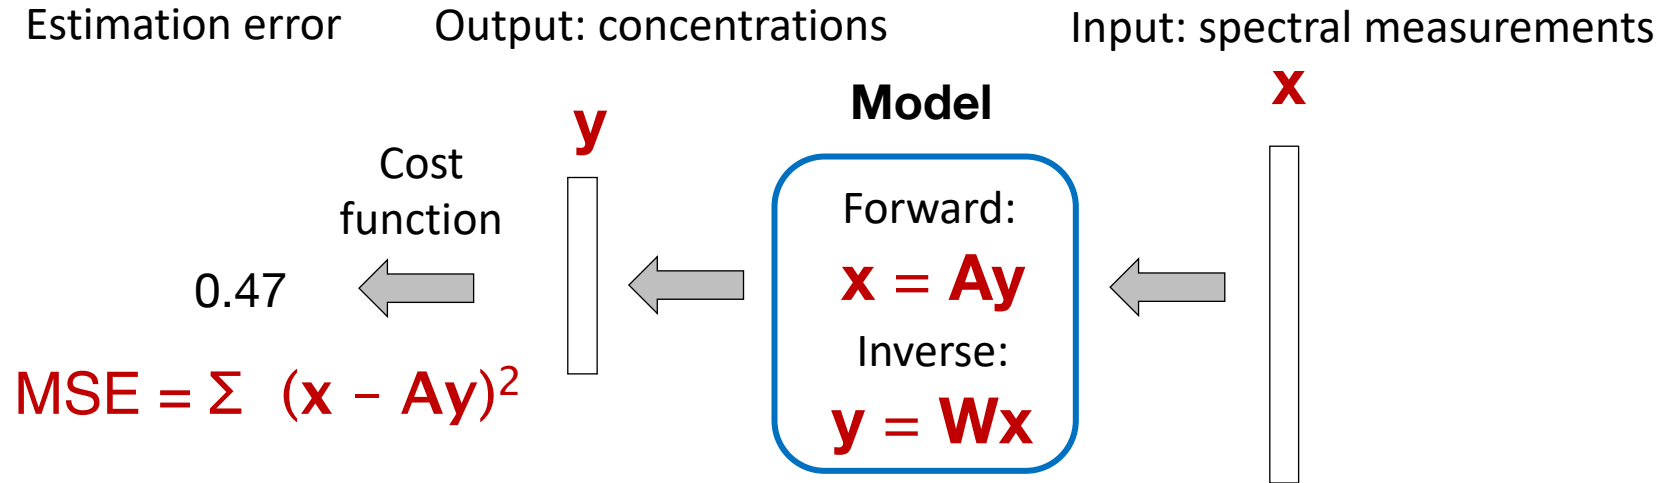 Estimation error
Output: concentrations
Input: spectral measurements
x
Model
y
Cost
function
Forward:
x = Ay
0.47
Inverse:
MSE = Σ (x – Ay)²
y = Wx